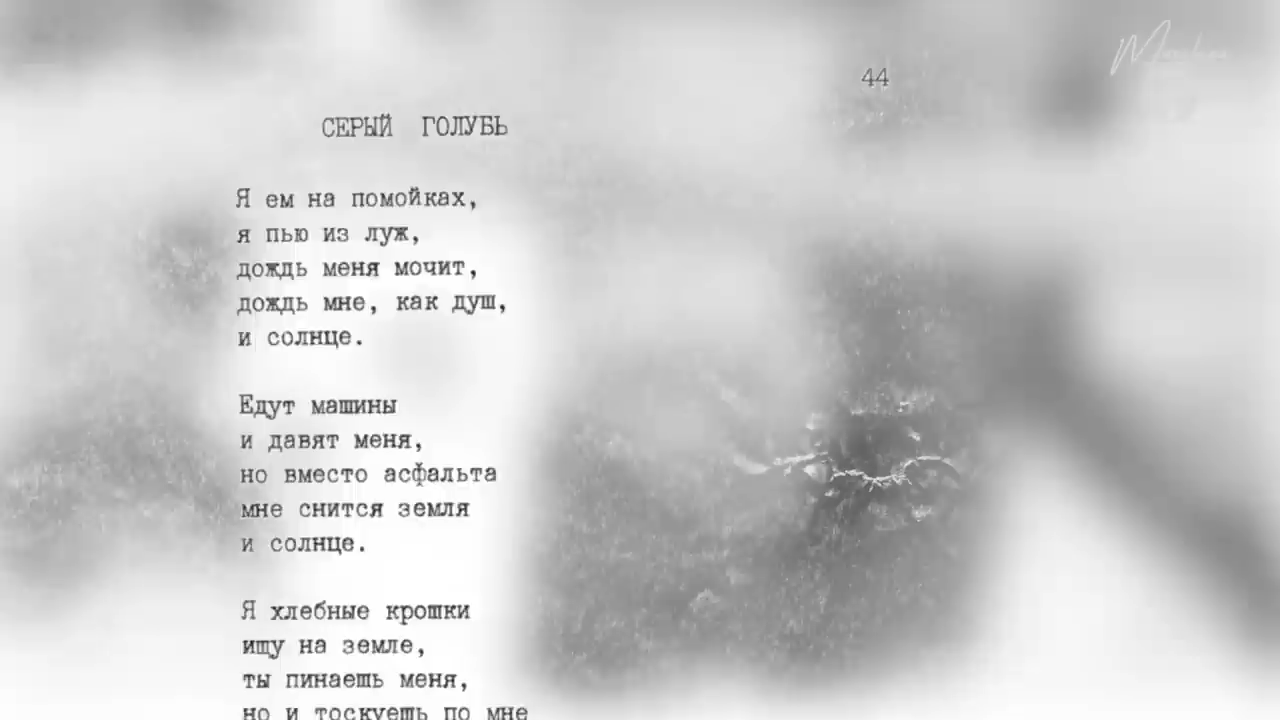 44
СЕРЫЙ ГОЛУБЬ
Я ем на помойках,
я пью из луж,
дождь меня мочит,
дождь мне, как душ,
и солнце.
Едут машины
и давят меня,
но вместо асфальта
мне снится земля
и солнце.
Я хлебные крошки
ищу на земле,
ты пинаешь меня,
но и тоскуешь по мне